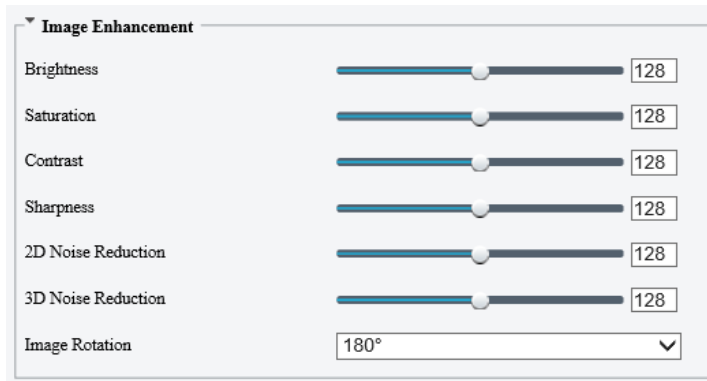 Image Enhancement
Brightness 128
Saturation 128
Contrast 128
Sharpness 128
2D Noise Reduction 128
3D Noise Reduction 128
Image Rotation 180°